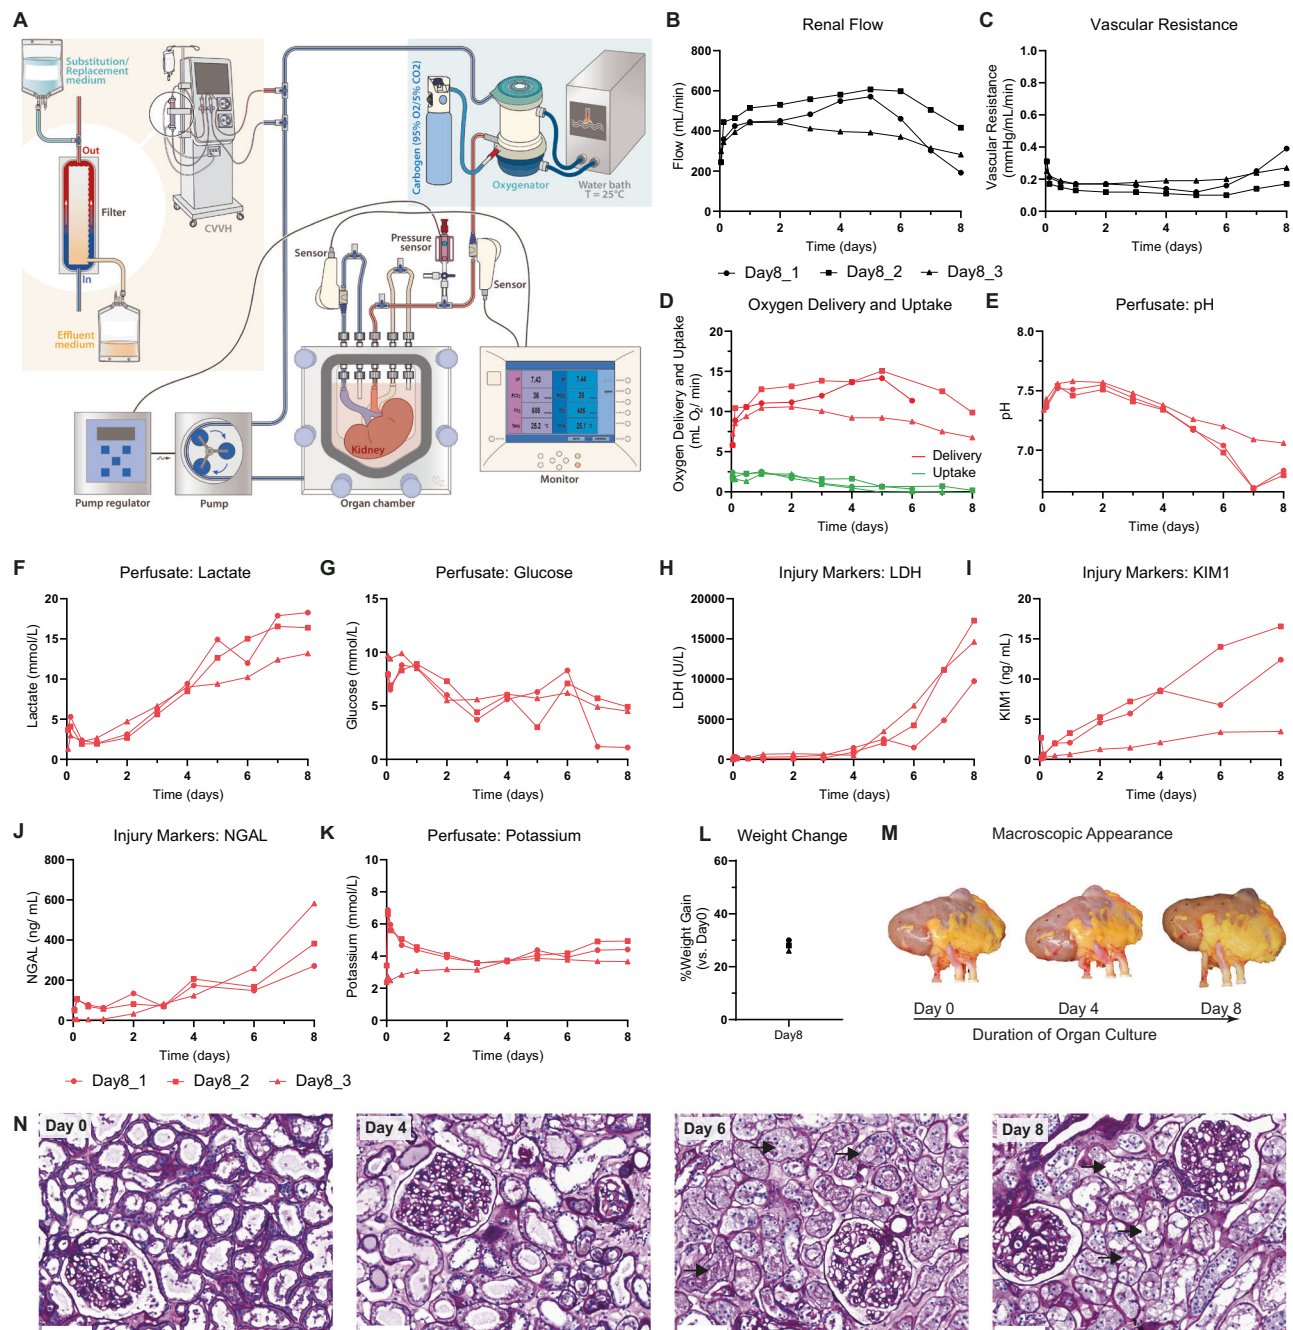 A
Substitution/
Replacement
medium
Out
Filter
In
Effluent
medium
CVVH
Carbogen (95% O2/5% CO2)
Oxygenator
Water bath
T = 25°C
Sensor
Pressure
sensor
Sensor
Kidney
Pump regulator
Pump
Organ chamber
Monitor
7,43
36
605
25.2 °C
25.1 °C
B
Renal Flow
Flow (mL/min)
800
600
400
200
0
0 2 4 6 8
Time (days)
C
Vascular Resistance
Vascular Resistance
(mmHg/mL/min)
1.0
0.8
0.6
0.4
0.2
0.0
0 2 4 6 8
Time (days)
Day8_1 Day8_2 Day8_3
D
Oxygen Delivery and Uptake
Oxygen Delivery and Uptake
(mL O2/ min)
20
15
10
5
0
0 2 4 6 8
Delivery
Uptake
Time (days)
E
Perfusate: pH
pH
8.0
7.5
7.0
0 2 4 6 8
Time (days)
F
Perfusate: Lactate
Lactate (mmol/L)
20
15
10
5
0
0 2 4 6 8
Time (days)
G
Perfusate: Glucose
Glucose (mmol/L)
15
10
5
0
0 2 4 6 8
Time (days)
H
Injury Markers: LDH
LDH (U/L)
20000
15000
10000
5000
0
0 2 4 6 8
Time (days)
I
Injury Markers: KIM1
KIM1 (ng/ mL)
20
15
10
5
0
0 2 4 6 8
Time (days)
J
Injury Markers: NGAL
NGAL (ng/ mL)
800
600
400
200
0
0 2 4 6 8
Time (days)
K
Perfusate: Potassium
Potassium (mmol/L)
10
8
6
4
2
0
0 2 4 6 8
Time (days)
Day8_1 Day8_2 Day8_3
L
Weight Change
%Weight Gain
(vs. Day0)
60
40
20
0
Day8
M
Macroscopic Appearance
Day 0 Day 4 Day 8
Duration of Organ Culture
N
Day 0
Day 4
Day 6
Day 8